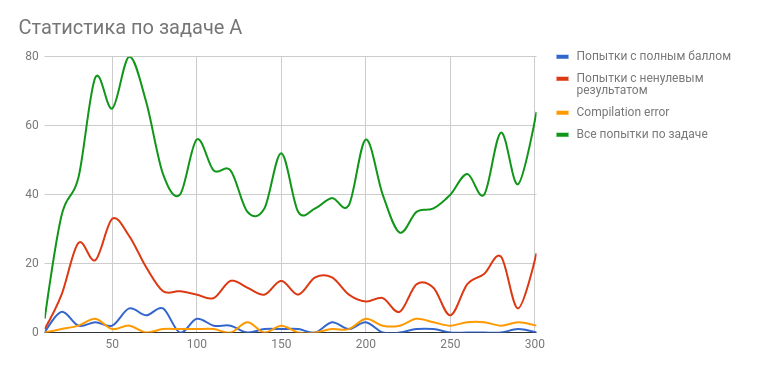 Статистика по задаче A
80
60
40
20
0
50
100
150
200
250
300
Попытки с полным баллом
Попытки с ненулевым
результатом
Compilation error
Все попытки по задаче